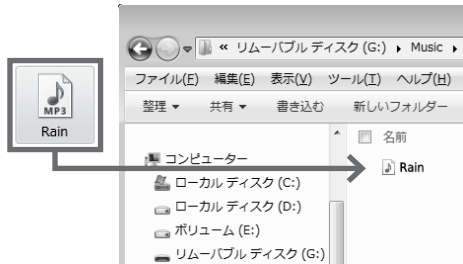 « リムーバブル ディスク (G:) ▸ Music ▸
ファイル(F) 編集(E) 表示(V) ツール(T) ヘルプ(H)
整理 ▼ 共有 ▼ 書き込む 新しいフォルダー
MP3
Rain
名前
Rain
コンピューター
ローカル ディスク (C:)
ローカル ディスク (D:)
ボリューム (E:)
リムーバブル ディスク (G:)